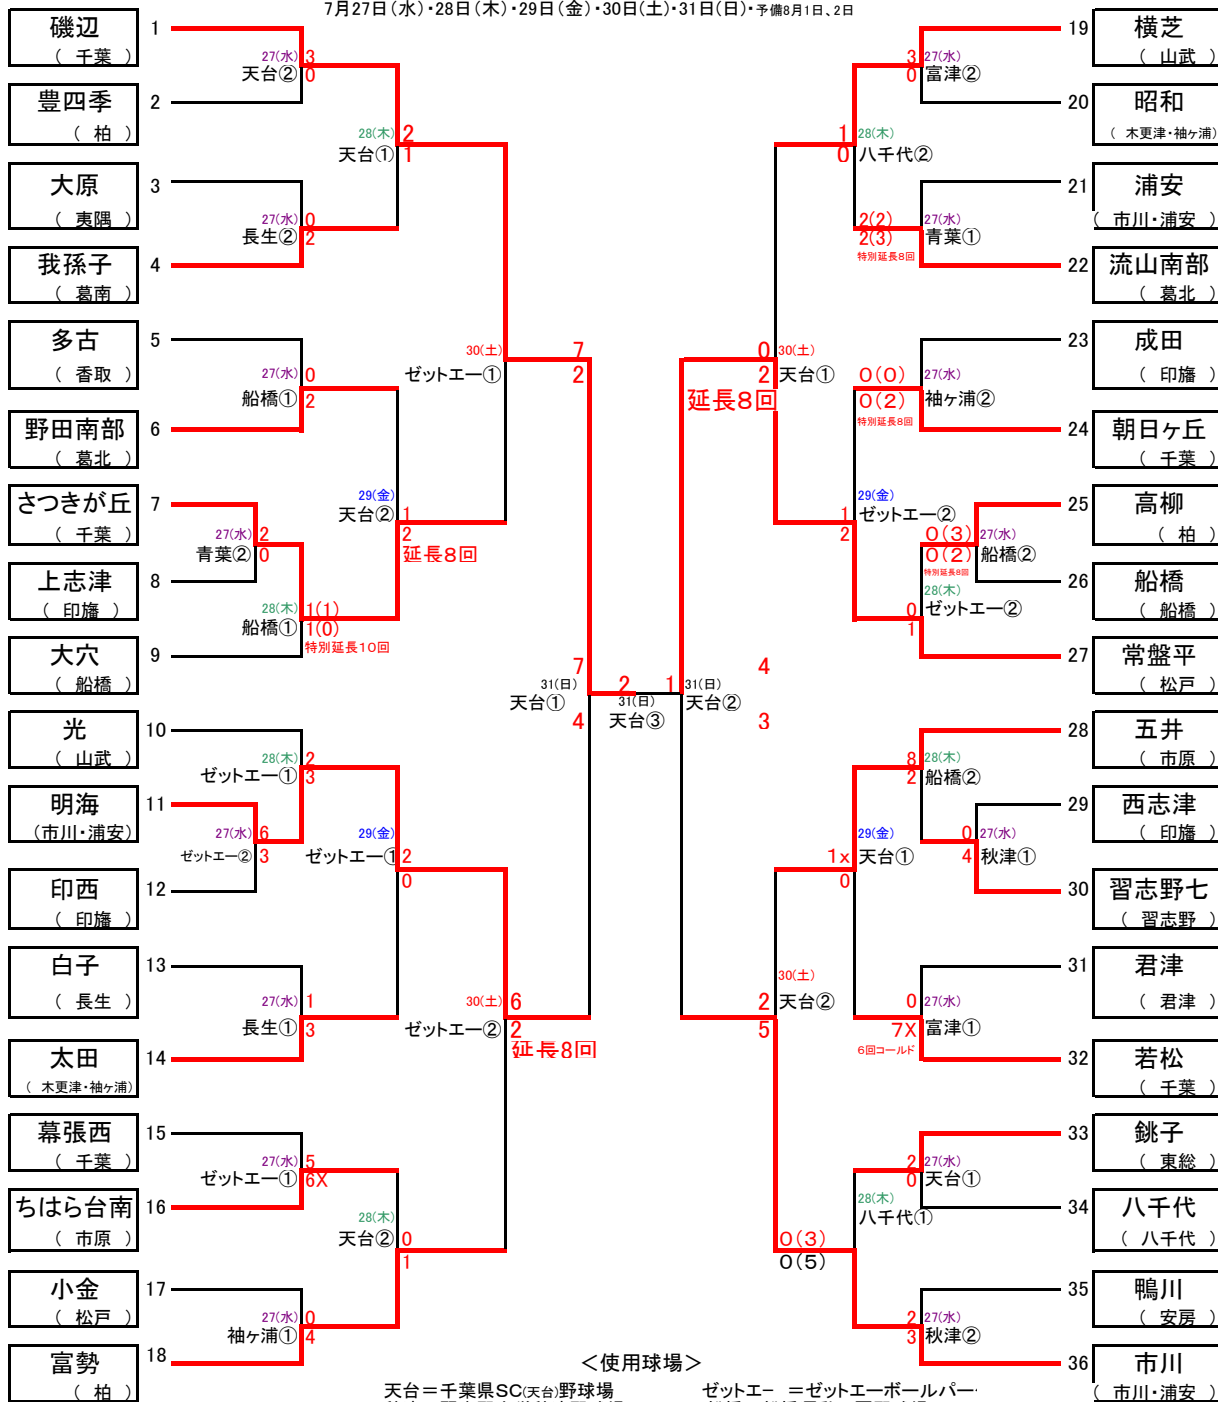 7月27日(水)・28日(木)・29日(金)・30日(土)・31日(日)・予備8月1日、2日
磯辺
( 千葉 )
1
豊四季
( 柏 )
2
大原
( 夷隅 )
3
我孫子
( 葛南 )
4
多古
( 香取 )
5
野田南部
( 葛北 )
6
さつきが丘
( 千葉 )
7
上志津
( 印旛 )
8
大穴
( 船橋 )
9
光
( 山武 )
10
明海
(市川・浦安)
11
印西
( 印旛 )
12
白子
( 長生 )
13
太田
( 木更津・袖ヶ浦)
14
幕張西
( 千葉 )
15
ちはら台南
( 市原 )
16
小金
( 松戸 )
17
富勢
( 柏 )
18
27(水) 3
天台② 0
28(木) 2
天台① 1
27(水) 0
長生② 2
30(土) 7
ゼットエー① 2
27(水) 0
船橋① 2
29(金)
天台② 1
2
延長8回
27(水) 2
青葉② 0
28(木) 1(1)
船橋① 1(0)
特別延長10回
7
31(日)
天台①
4
28(木) 2
ゼットエー① 3
27(水) 6
ゼットエー② 3
29(金)
ゼットエー① 2
0
27(水) 1
長生① 3
30(土) 6
ゼットエー② 2
延長8回
27(水) 5
ゼットエー① 6X
28(木)
天台② 0
1
27(水) 0
袖ヶ浦① 4
2 1
31(日)
天台③
3 27(水)
0 富津②
1 28(木)
0 八千代②
2(2) 27(水)
2(3) 青葉①
特別延長8回
0 30(土)
2 天台①
延長8回
0(0) 27(水)
0(2) 袖ヶ浦②
特別延長8回
29(金)
1 ゼットエー②
2
0(3) 27(水)
0(2) 船橋②
特別延長8回
28(木)
0 ゼットエー②
1
4
31(日)
天台②
3
8 28(木)
2 船橋②
29(金)
1x 天台①
0
0 27(水)
4 秋津①
30(土)
2 天台②
5
0 27(水)
7X 富津①
6回コールド
2 27(水)
0 天台①
28(木)
八千代①
0(3)
0(5)
2 27(水)
3 秋津②
19
横芝
( 山武 )
20
昭和
( 木更津・袖ヶ浦)
21
浦安
( 市川・浦安)
22
流山南部
( 葛北 )
23
成田
( 印旛 )
24
朝日ヶ丘
( 千葉 )
25
高柳
( 柏 )
26
船橋
( 船橋 )
27
常盤平
( 松戸 )
28
五井
( 市原 )
29
西志津
( 印旛 )
30
習志野七
( 習志野 )
31
君津
( 君津 )
32
若松
( 千葉 )
33
銚子
( 東総 )
34
八千代
( 八千代 )
35
鴨川
( 安房 )
36
市川
( 市川・浦安)
＜使用球場＞
天台＝千葉県SC(天台)野球場 ゼットエー ＝ゼットエーボールパー